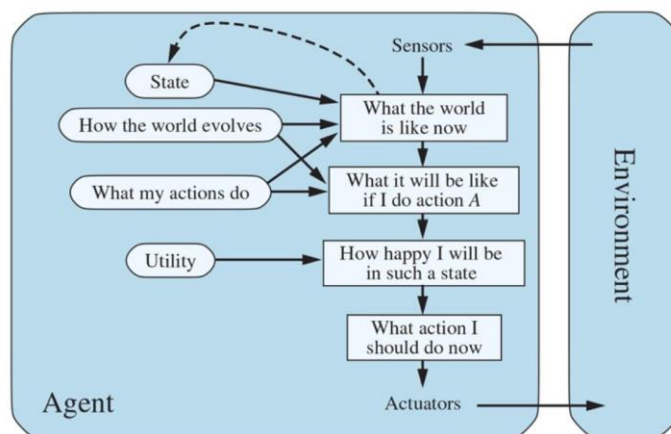 Sensors
State
What the world
is like now
How the world evolves
What my actions do
What it will be like
if I do action A
Utility
How happy I will be
in such a state
What action I
should do now
Agent
Actuators
Environment